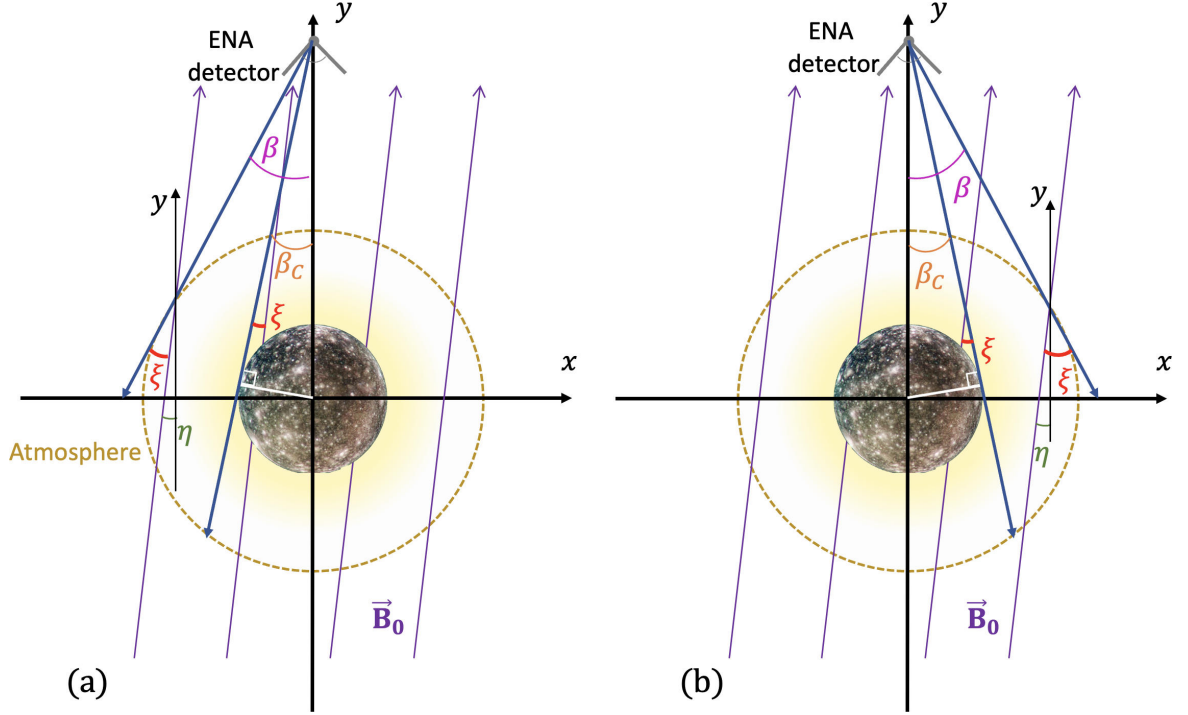 y
ENA
detector
β
y
β_C
ξ
x
ξ
η
Atmosphere
B⃗₀
(a)
y
ENA
detector
β
y
β_C
ξ
x
ξ
η
B⃗₀
(b)